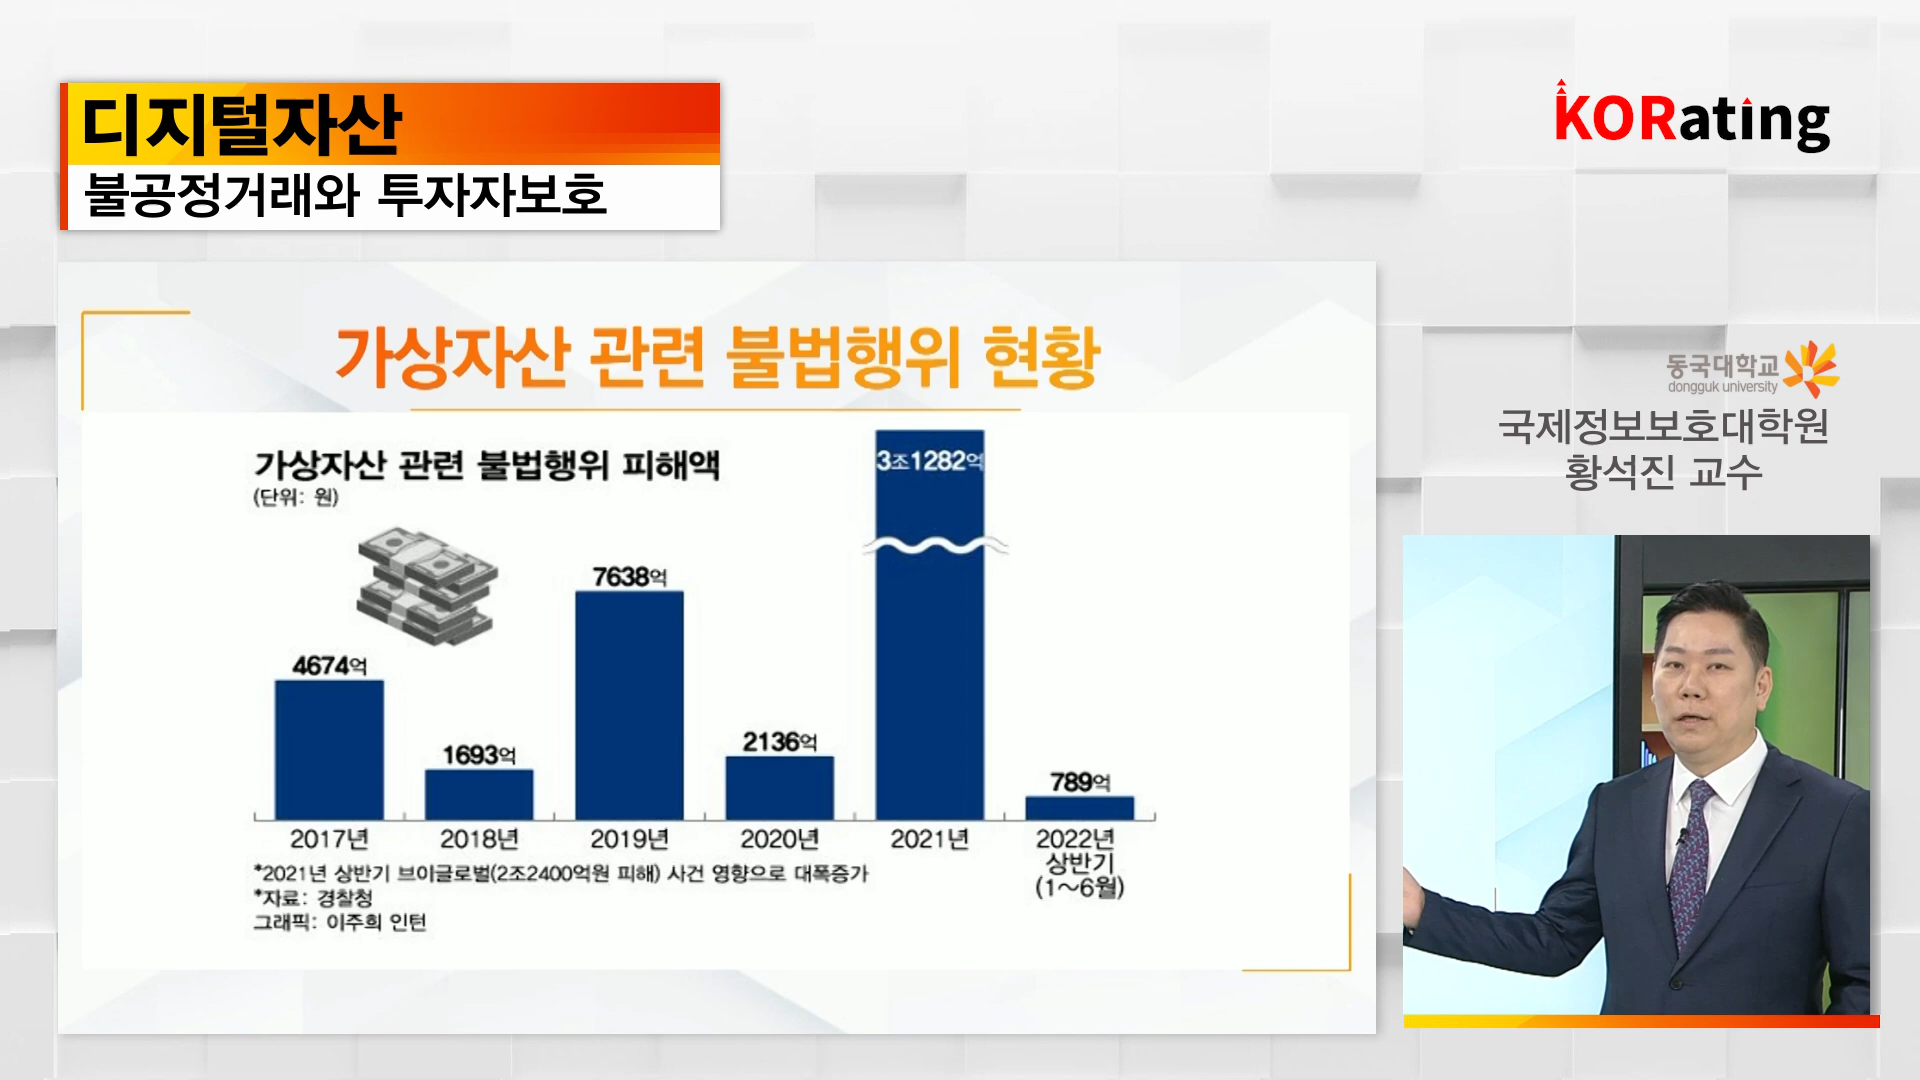 디지털자산
불공정거래와 투자자보호
KORating
가상자산 관련 불법행위 현황
가상자산 관련 불법행위 피해액
(단위: 원)
4674억
1693억
7638억
2136억
3조1282억
789억
2017년
2018년
2019년
2020년
2021년
2022년
상반기
(1~6월)
*2021년 상반기 브이글로벌(2조2400억원 피해) 사건 영향으로 대폭증가
*자료: 경찰청
그래픽: 이주희 인턴
동국대학교
dongguk university
국제정보보호대학원
황석진 교수